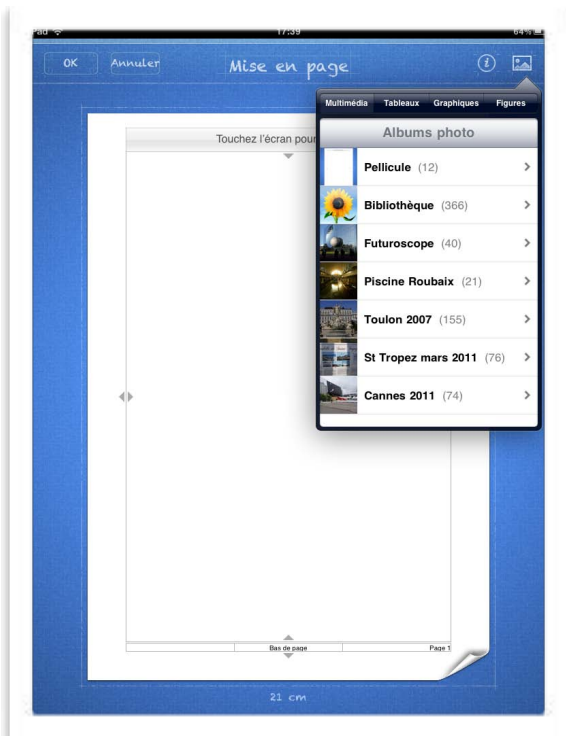 Pad 17:39 64%
OK Annuler Mise en page
Multimédia Tableaux Graphiques Figures
Albums photo
Touchez l'écran pour
Pellicule (12)
Bibliothèque (366)
Futuroscope (40)
Piscine Roubaix (21)
Toulon 2007 (155)
St Tropez mars 2011 (76)
Cannes 2011 (74)
Bas de page Page 1
21 cm